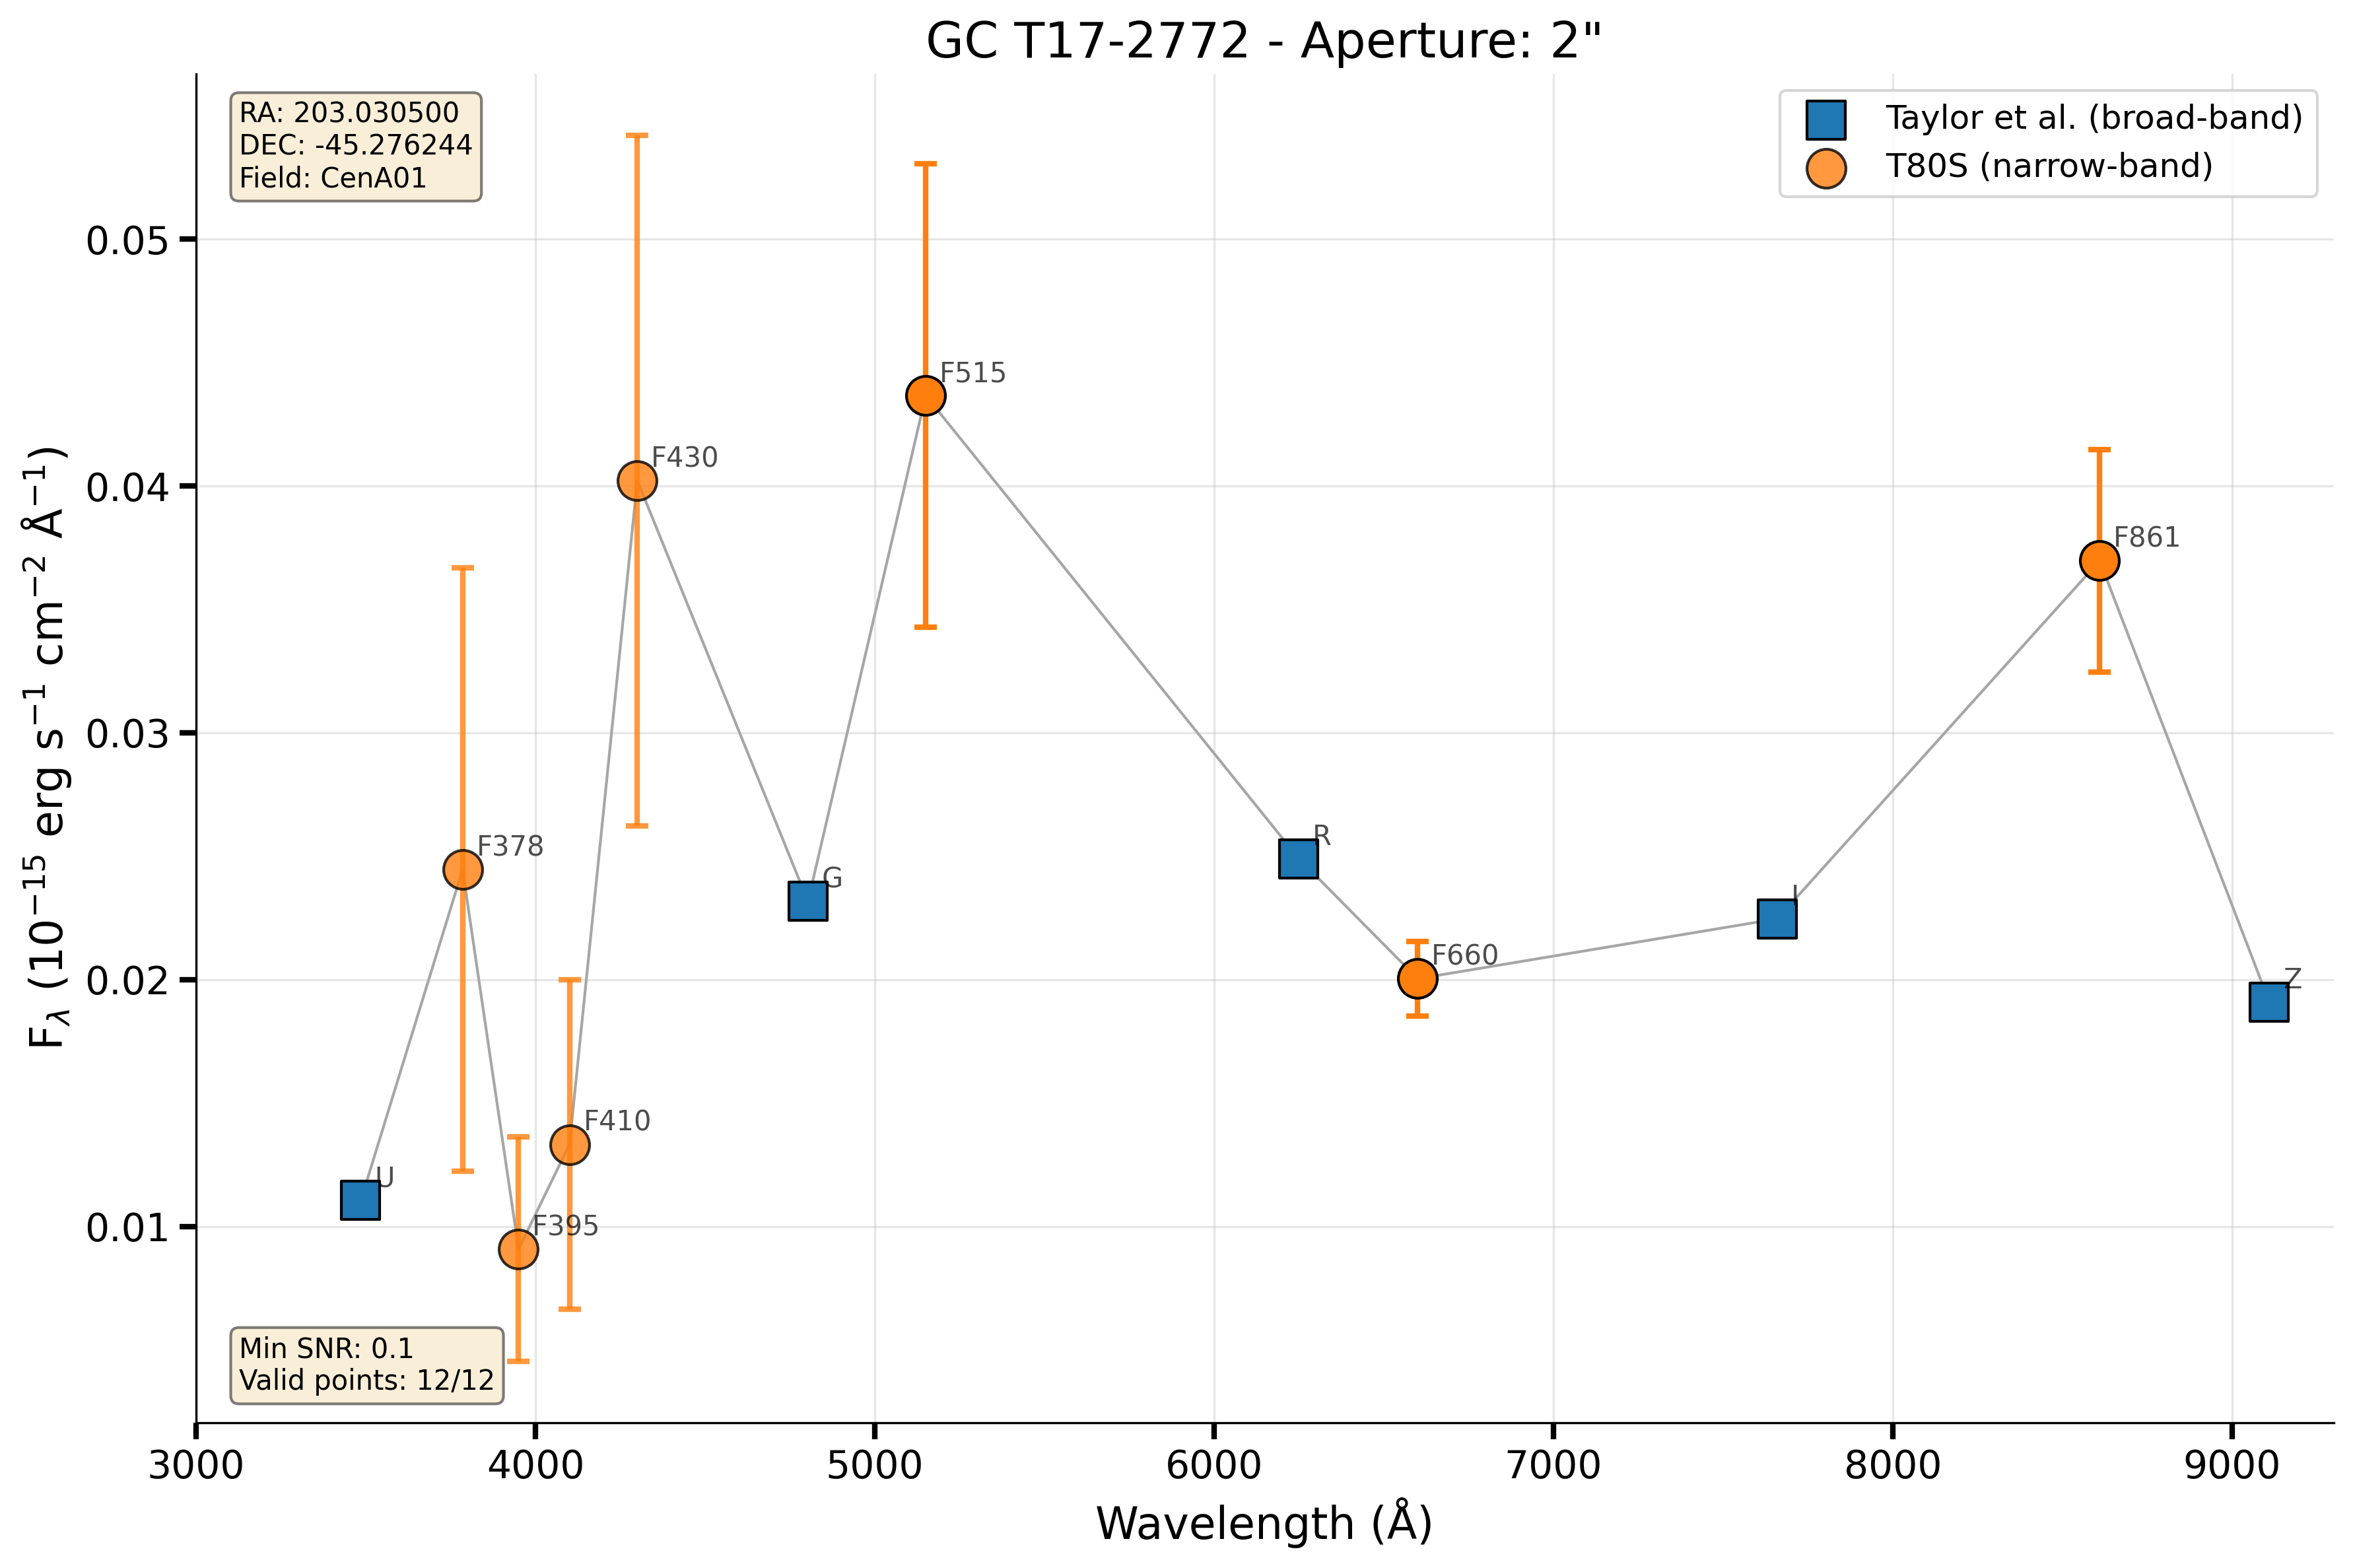 GC T17-2772 - Aperture: 2"
RA: 203.030500
DEC: -45.276244
Field: CenA01
Taylor et al. (broad-band)
T80S (narrow-band)
F515
F430
F861
F378
G
R
I
F660
Z
U
F410
F395
Min SNR: 0.1
Valid points: 12/12
0.05
0.04
0.03
0.02
0.01
F_λ (10⁻¹⁵ erg s⁻¹ cm⁻² Å⁻¹)
3000 4000 5000 6000 7000 8000 9000
Wavelength (Å)